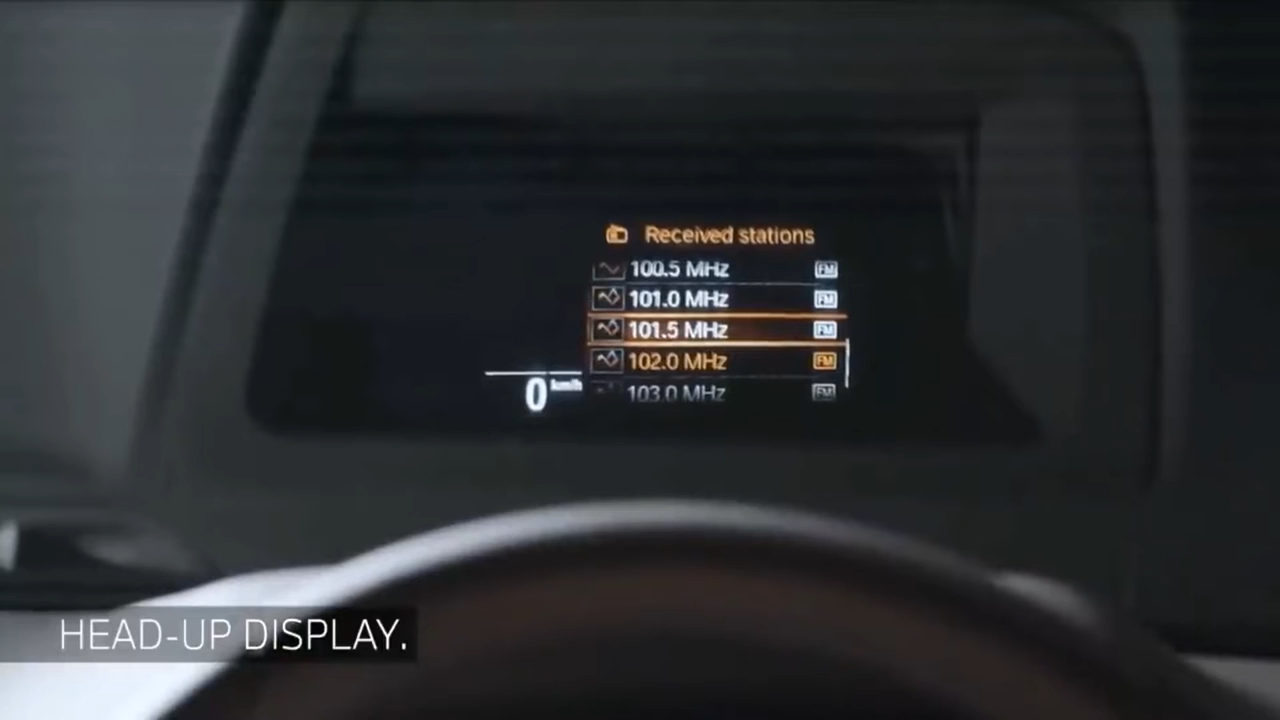 Received stations
100.5 MHz FM
101.0 MHz FM
101.5 MHz FM
102.0 MHz FM
0 km/h
103.0 MHz FM
HEAD-UP DISPLAY.